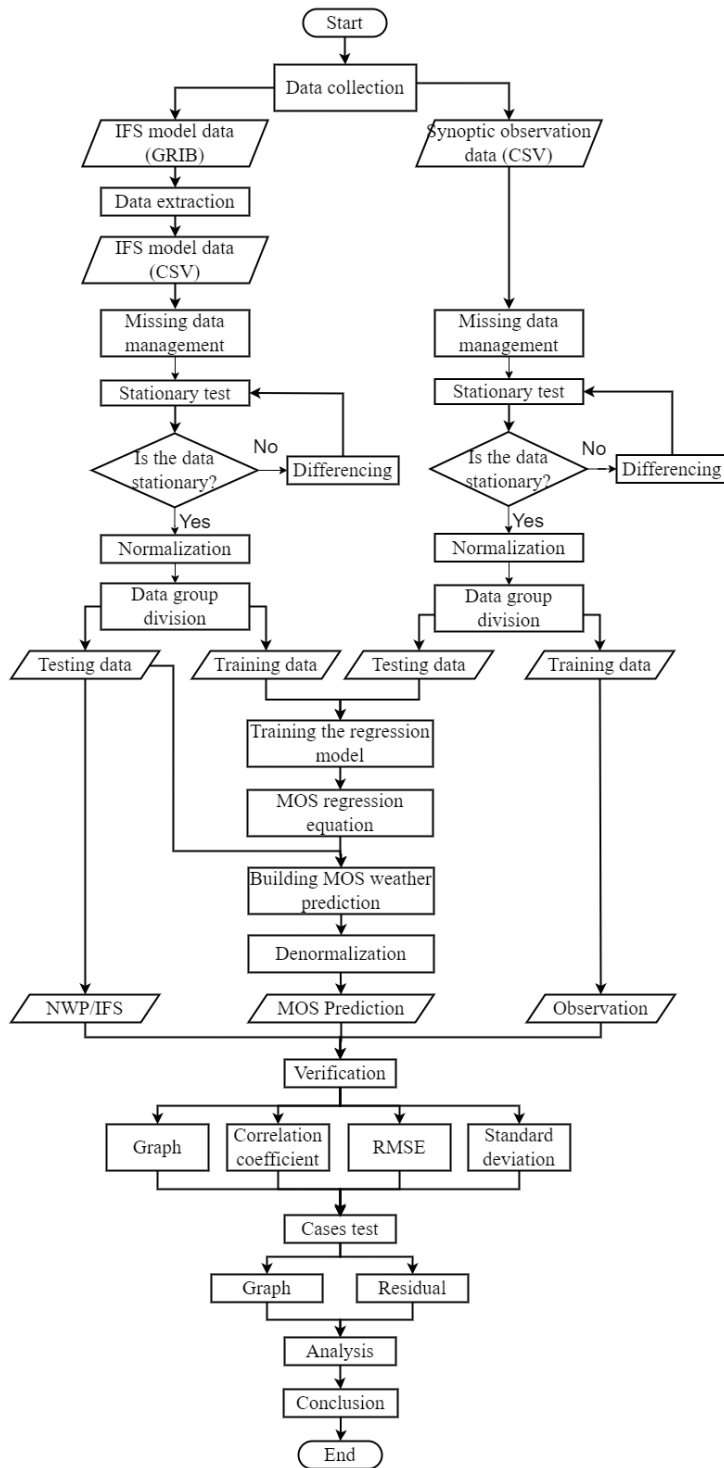 Start
Data collection
IFS model data
(GRIB)
Synoptic observation
data (CSV)
Data extraction
IFS model data
(CSV)
Missing data
management
Missing data
management
Stationary test
Stationary test
Is the data
stationary?
No
Differencing
Is the data
stationary?
No
Differencing
Yes
Yes
Normalization
Normalization
Data group
division
Data group
division
Testing data
Training data
Testing data
Training data
Training the regression
model
MOS regression
equation
Building MOS weather
prediction
Denormalization
NWP/IFS
MOS Prediction
Observation
Verification
Graph
Correlation
coefficient
RMSE
Standard
deviation
Cases test
Graph
Residual
Analysis
Conclusion
End